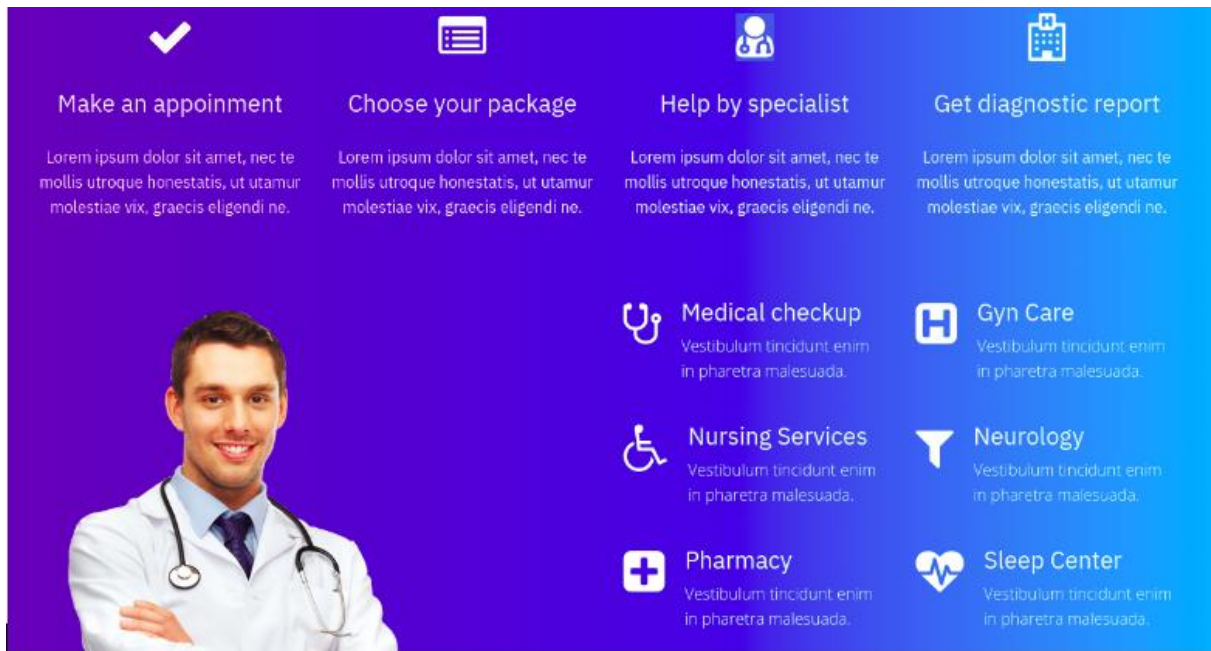 Make an appoinment
Lorem ipsum dolor sit amet, nec te
mollis utroque honestatis, ut utamur
molestiae vix, graecis eligendi ne.
Choose your package
Lorem ipsum dolor sit amet, nec te
mollis utroque honestatis, ut utamur
molestiae vix, graecis eligendi ne.
Help by specialist
Lorem ipsum dolor sit amet, nec te
mollis utroque honestatis, ut utamur
molestiae vix, graecis eligendi ne.
H
Get diagnostic report
Lorem ipsum dolor sit amet, nec te
mollis utroque honestatis, ut utamur
molestiae vix, graecis eligendi ne.
Medical checkup
Vestibulum tincidunt enim
in pharetra malesuada.
H
Gyn Care
Vestibulum tincidunt enim
in pharetra malesuada.
Nursing Services
Vestibulum tincidunt enim
in pharetra malesuada.
Neurology
Vestibulum tincidunt enim
in pharetra malesuada.
Pharmacy
Vestibulum tincidunt enim
in pharetra malesuada.
Sleep Center
Vestibulum tincidunt enim
in pharetra malesuada.